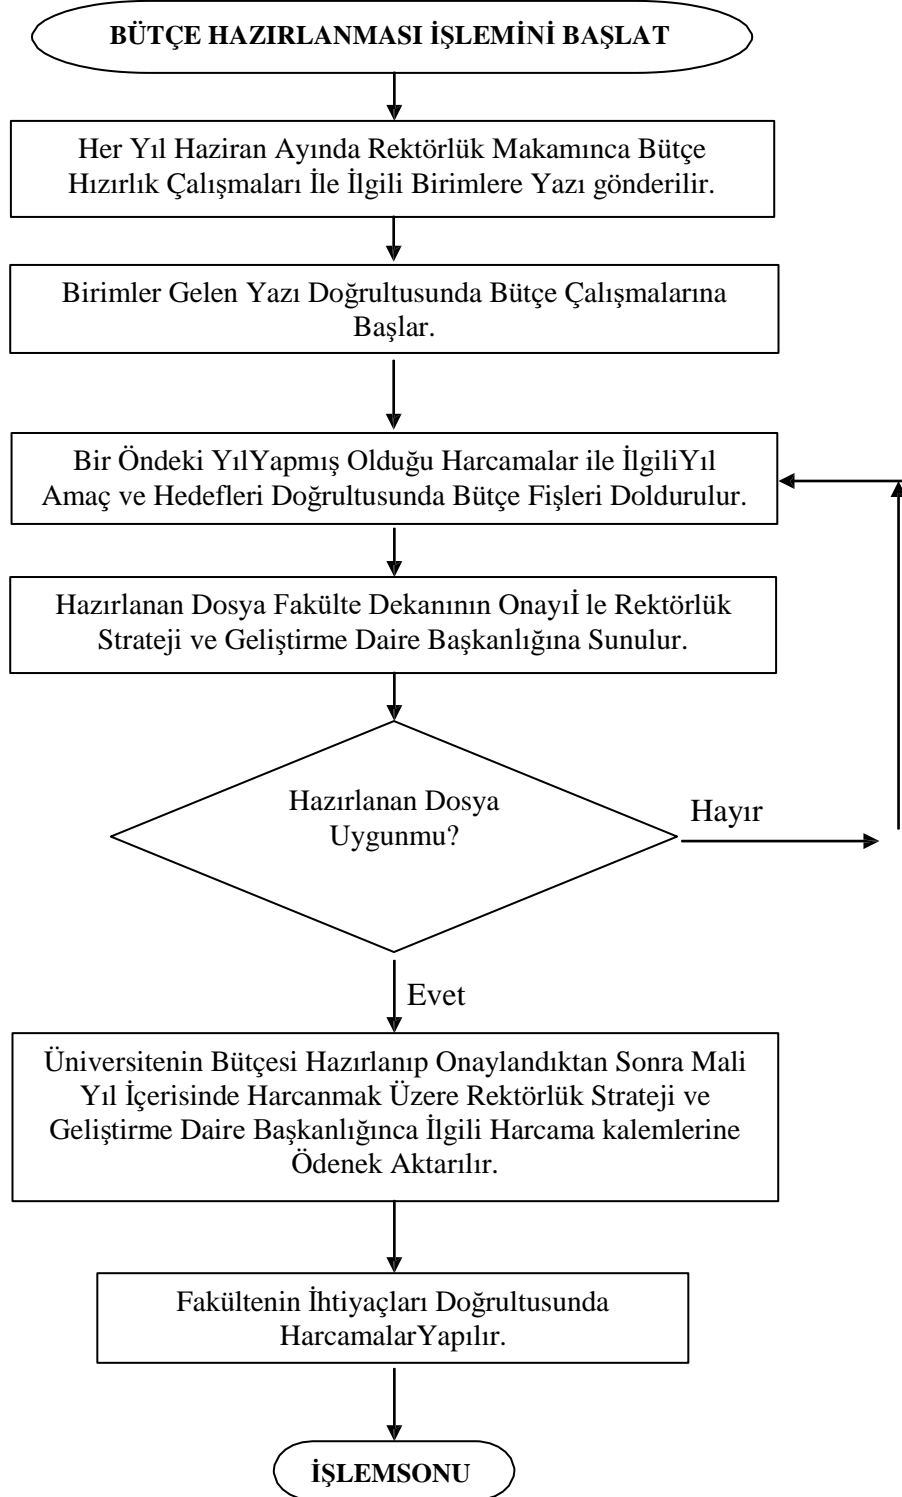 BÜTÇE HAZIRLANMASI İŞLEMİNİ BAŞLAT
Her Yıl Haziran Ayında Rektörlük Makamınca Bütçe
Hızırlık Çalışmaları İle İlgili Birimlere Yazı gönderilir.
Birimler Gelen Yazı Doğrultusunda Bütçe Çalışmalarına
Başlar.
Bir Öndeki YılYapmış Olduğu Harcamalar ile İlgiliYıl
Amaç ve Hedefleri Doğrultusunda Bütçe Fişleri Doldurulur.
Hazırlanan Dosya Fakülte Dekanının Onayıİ le Rektörlük
Strateji ve Geliştirme Daire Başkanlığına Sunulur.
Hazırlanan Dosya
Uygunmu?
Hayır
Evet
Üniversitenin Bütçesi Hazırlanıp Onaylandıktan Sonra Mali
Yıl İçerisinde Harcanmak Üzere Rektörlük Strateji ve
Geliştirme Daire Başkanlığınca İlgili Harcama kalemlerine
Ödenek Aktarılır.
Fakültenin İhtiyaçları Doğrultusunda
HarcamalarYapılır.
İŞLEMSONU